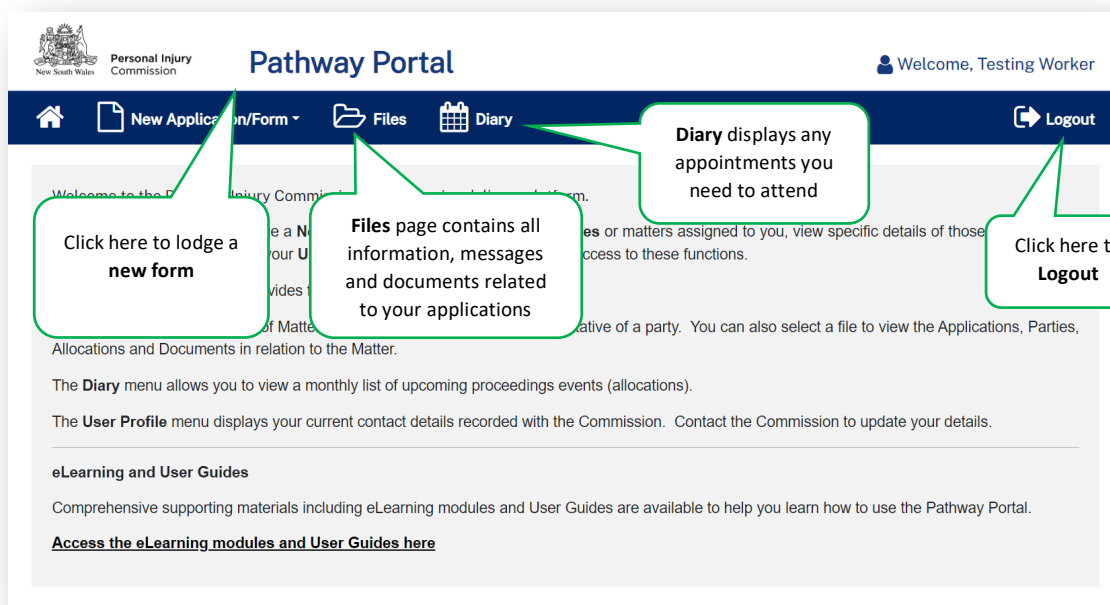 New South Wales
Personal Injury
Commission
Pathway Portal
Welcome, Testing Worker
New Application/Form
Files
Diary
Logout
Diary displays any
appointments you
need to attend
Click here to lodge a
new form
Files page contains all
information, messages
and documents related
to your applications
Click here t
Logout
Welcome to the
es or matters assigned to you, view specific details of those
ccess to these functions.
of Matte
ative of a party. You can also select a file to view the Applications, Parties,
Allocations and Documents in relation to the Matter.
The Diary menu allows you to view a monthly list of upcoming proceedings events (allocations).
The User Profile menu displays your current contact details recorded with the Commission. Contact the Commission to update your details.
eLearning and User Guides
Comprehensive supporting materials including eLearning modules and User Guides are available to help you learn how to use the Pathway Portal.
Access the eLearning modules and User Guides here